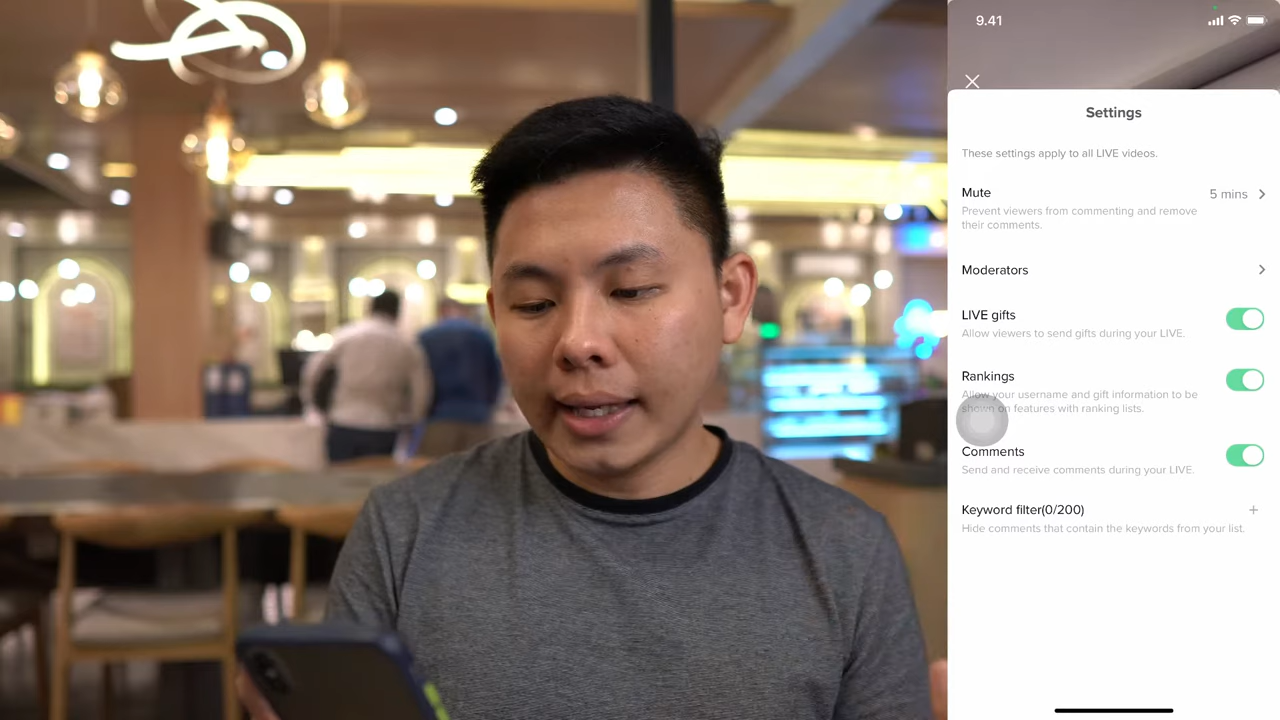 9.41
Settings
These settings apply to all LIVE videos.
Mute
5 mins
Prevent viewers from commenting and remove
their comments.
Moderators
LIVE gifts
Allow viewers to send gifts during your LIVE.
Rankings
Allow your username and gift information to be
shown on features with ranking lists.
Comments
Send and receive comments during your LIVE.
Keyword filter(0/200)
Hide comments that contain the keywords from your list.